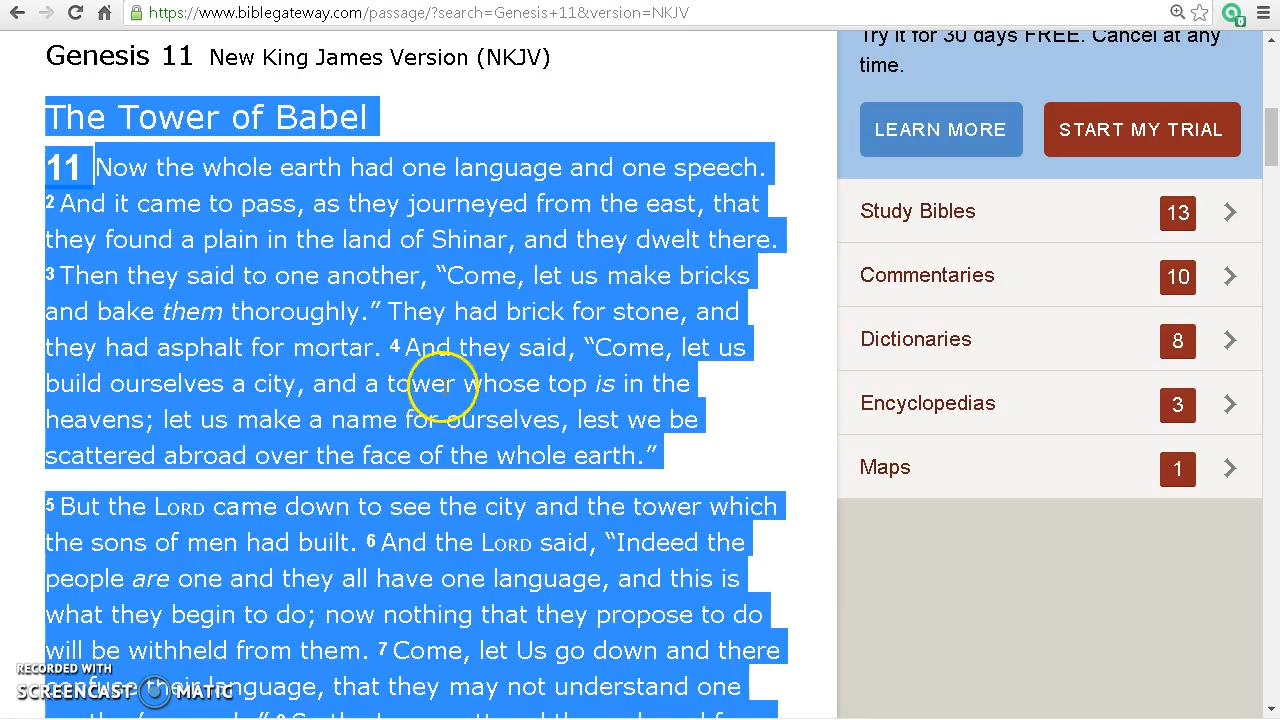 https://www.biblegateway.com/passage/?search=Genesis+11&version=NKJV
0
Genesis 11 New King James Version (NKJV)
The Tower of Babel
11 Now the whole earth had one language and one speech.
2 And it came to pass, as they journeyed from the east, that
they found a plain in the land of Shinar, and they dwelt there.
3 Then they said to one another, “Come, let us make bricks
and bake them thoroughly.” They had brick for stone, and
they had asphalt for mortar. 4 And they said, “Come, let us
build ourselves a city, and a tower whose top is in the
heavens; let us make a name for ourselves, lest we be
scattered abroad over the face of the whole earth.”
5 But the LORD came down to see the city and the tower which
the sons of men had built. 6 And the LORD said, “Indeed the
people are one and they all have one language, and this is
what they begin to do; now nothing that they propose to do
will be withheld from them. 7 Come, let Us go down and there
confuse their language, that they may not understand one
Try it for 30 days FREE. Cancel at any
time.
LEARN MORE
START MY TRIAL
Study Bibles 13
Commentaries 10
Dictionaries 8
Encyclopedias 3
Maps 1
RECORDED WITH
SCREENCAST MATIC